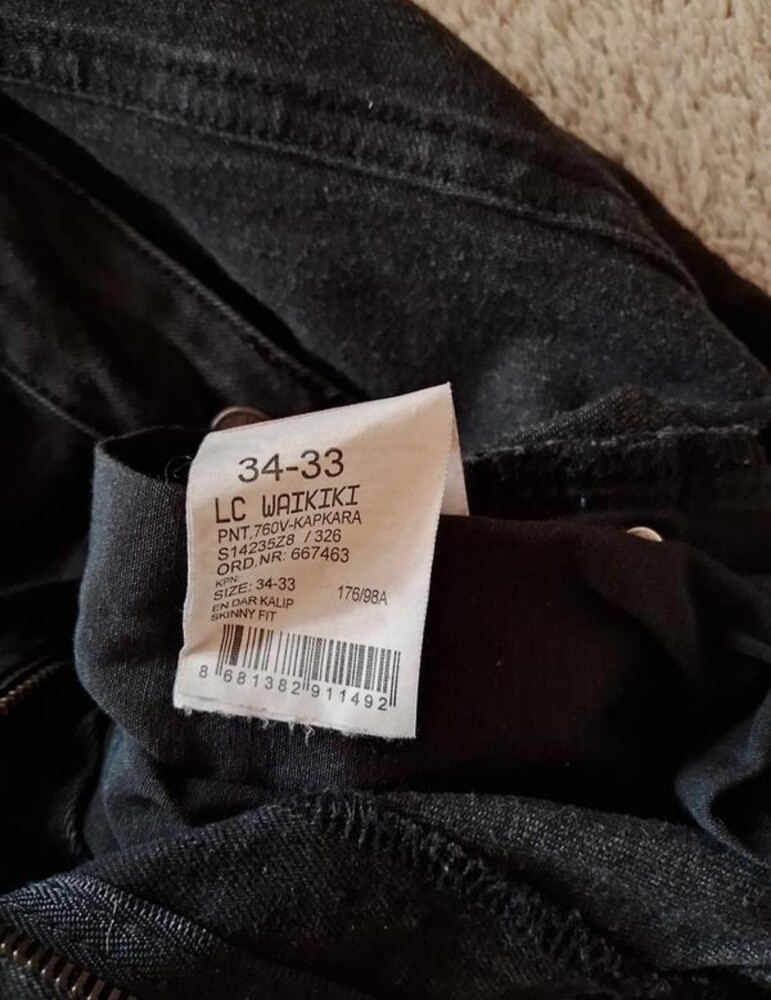 34-33
LC WAIKIKI
PNT.760V-KAPKARA
S14235Z8 / 326
ORD.NR: 667463
KPN:
SIZE: 34-33 176/98A
EN DAR KALIP
SKINNY FIT
8 681382 911492